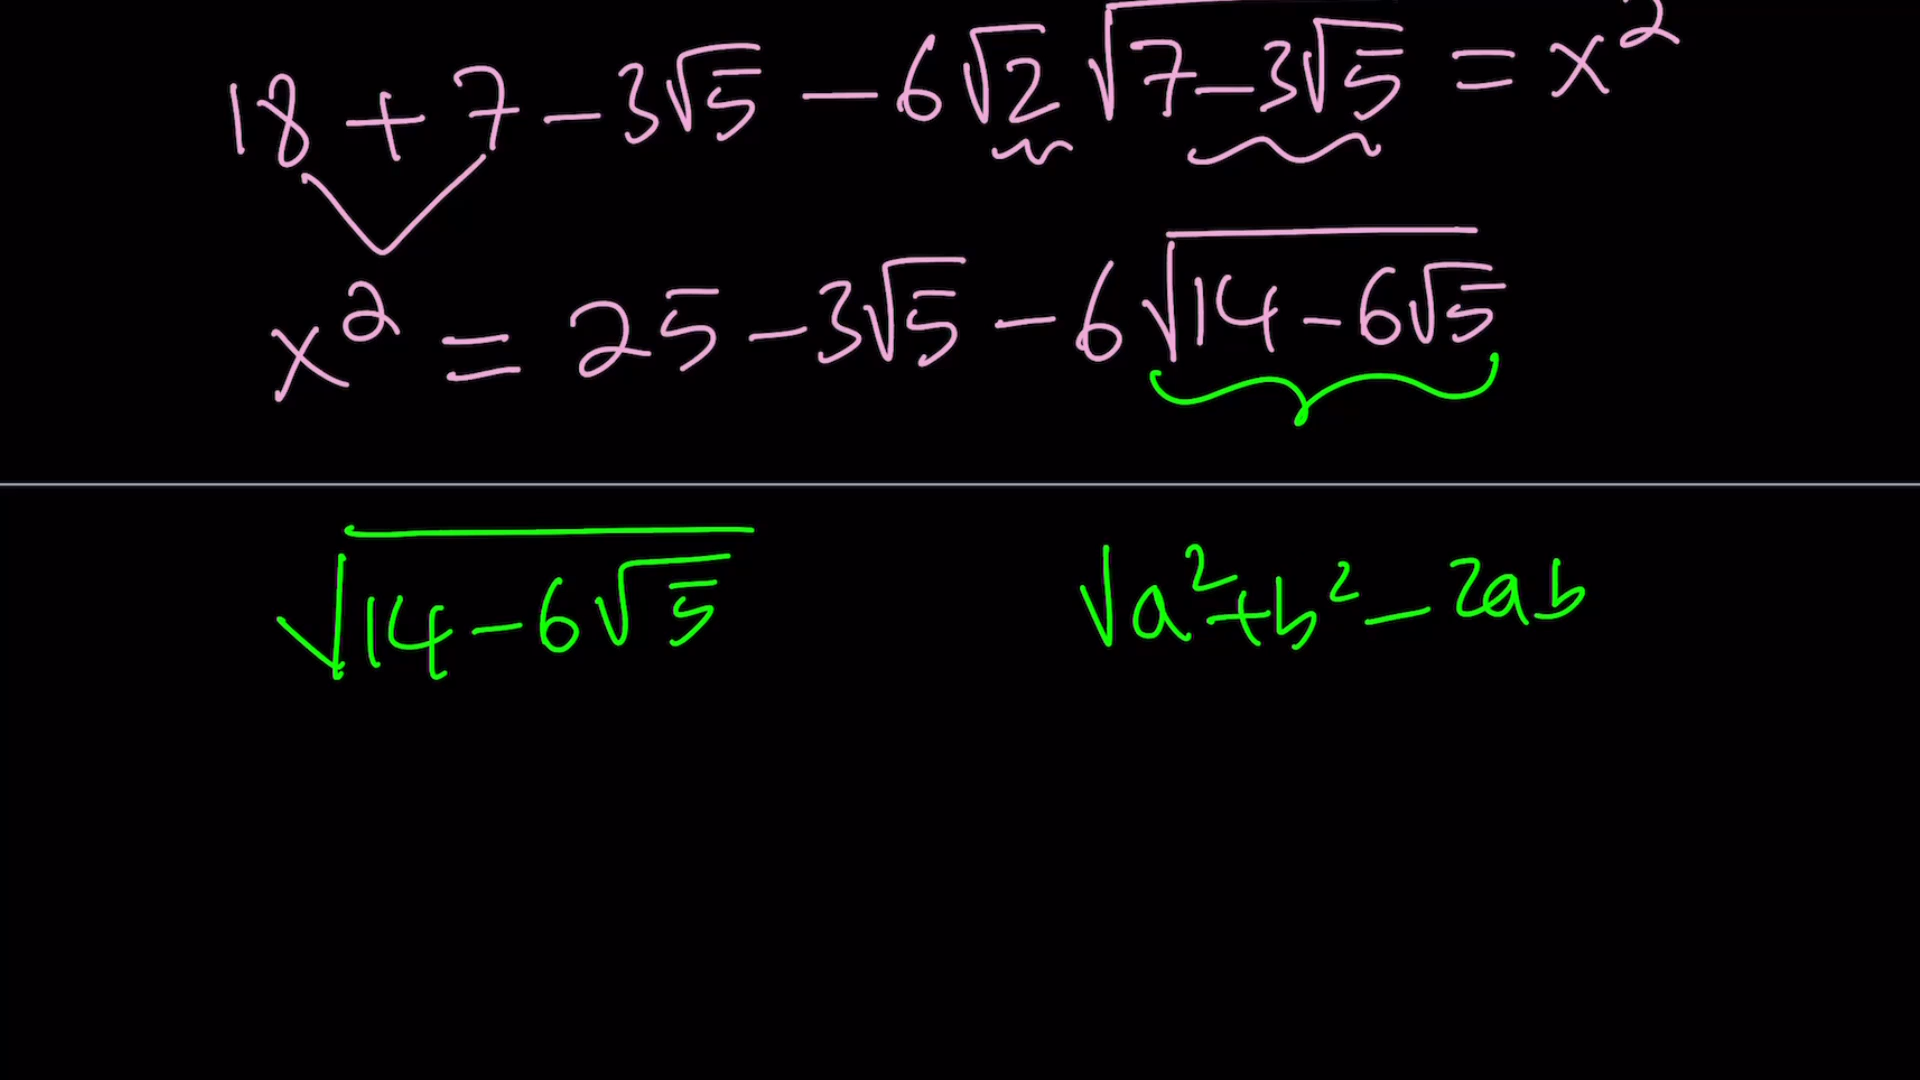 18 + 7 - 3√5 - 6√2 √(7 - 3√5) = x²
x² = 25 - 3√5 - 6√(14 - 6√5)
√(14 - 6√5) √a² + b² - 2ab